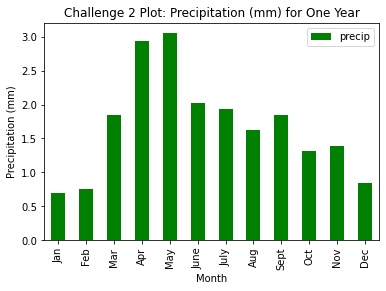 Challenge 2 Plot: Precipitation (mm) for One Year
precip
3.0
2.5
2.0
1.5
1.0
0.5
0.0
Precipitation (mm)
Jan Feb Mar Apr May June July Aug Sept Oct Nov Dec
Month